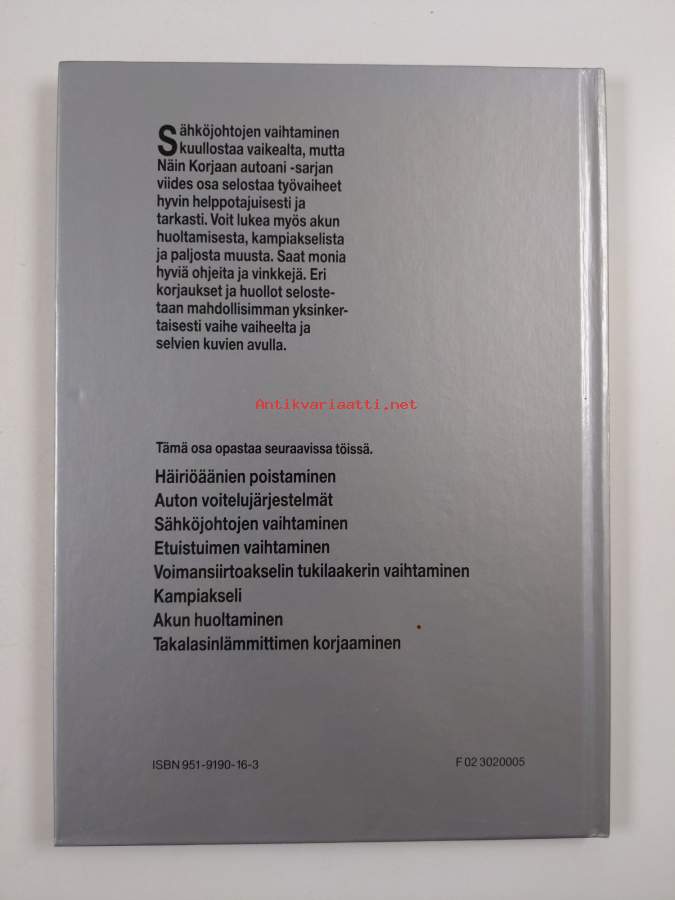 Sähköjohtojen vaihtaminen
kuullostaa vaikealta, mutta
Näin Korjaan autoani -sarjan
viides osa selostaa työvaiheet
hyvin helppotajuisesti ja
tarkasti. Voit lukea myös akun
huoltamisesta, kampiakselista
ja paljosta muusta. Saat monia
hyviä ohjeita ja vinkkejä. Eri
korjaukset ja huollot seloste-
taan mahdollisimman yksinker-
taisesti vaihe vaiheelta ja
selvien kuvien avulla.
Antikvariaatti.net
Tämä osa opastaa seuraavissa töissä.
Häiriöäänien poistaminen
Auton voitelujärjestelmät
Sähköjohtojen vaihtaminen
Etuistuimen vaihtaminen
Voimansiirtoakselin tukilaakerin vaihtaminen
Kampiakseli
Akun huoltaminen
Takalasinlämmittimen korjaaminen
ISBN 951-9190-16-3
F 02 3020005